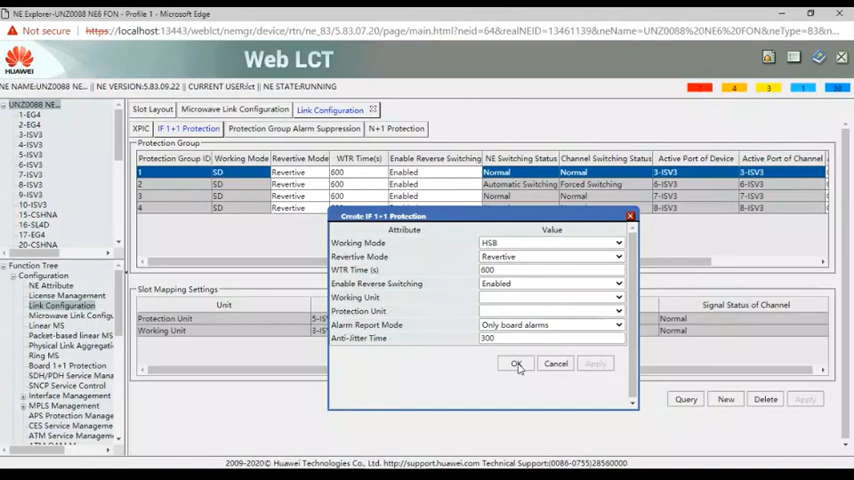 NE Explorer-UNZ0088 NE6 FON - Profile 1 - Microsoft Edge
Not secure | https://localhost:13443/weblct/nemgr/device/rtn/ne_83/5.83.07.20/page/main.html?neid=64&realNEID=13461139&neName=UNZ0088%20NE6%20FON&neType=83&n...
HUAWEI
Web LCT
NE NAME:UNZ0088 NE... || NE VERSION:5.83.09.22 || CURRENT USER:lct || NE STATE:RUNNING
4 3 1
UNZ0088 NE...
1-EG4
2-EG4
3-ISV3
4-ISV3
5-ISV3
6-ISV3
7-ISV3
8-ISV3
9-ISV3
10-ISV3
15-CSHNA
16-SL4D
17-EG4
20-CSHNA
Function Tree
Configuration
NE Attribute
License Management
Link Configuration
Microwave Link Configu
Linear MS
Packet-based linear MS
Physical Link Aggregati
Ring MS
Board 1+1 Protection
SDH/PDH Service Manag
SNCP Service Control
Interface Management
MPLS Management
APS Protection Manage
CES Service Managem
ATM Service Managem
ATM OAM Managem
Slot Layout Microwave Link Configuration Link Configuration
XPIC IF 1+1 Protection Protection Group Alarm Suppression N+1 Protection
Protection Group
Protection Group ID Working Mode Revertive Mode WTR Time(s) Enable Reverse Switching NE Switching Status Channel Switching Status Active Port of Device Active Port of Channel
1 SD Revertive 600 Enabled Normal Normal 3-ISV3 3-ISV3
2 SD Revertive 600 Enabled Automatic Switching Forced Switching 6-ISV3 6-ISV3
3 SD Revertive 600 Enabled 7-ISV3 7-ISV3
4 SD Revertive 8-ISV3 8-ISV3
Create IF 1+1 Protection
Attribute Value
Working Mode HSB
Revertive Mode Revertive
WTR Time (s) 600
Enable Reverse Switching Enabled
Working Unit
Protection Unit
Alarm Report Mode Only board alarms
Anti-Jitter Time 300
OK Cancel Apply
Slot Mapping Settings
Unit Signal Status of Channel
Protection Unit 5-IS Normal
Working Unit 3-IS Normal
Query New Delete Apply
2009-2020© Huawei Technologies Co., Ltd. http://support.huawei.com Technical Support:(0086-0755)28560000